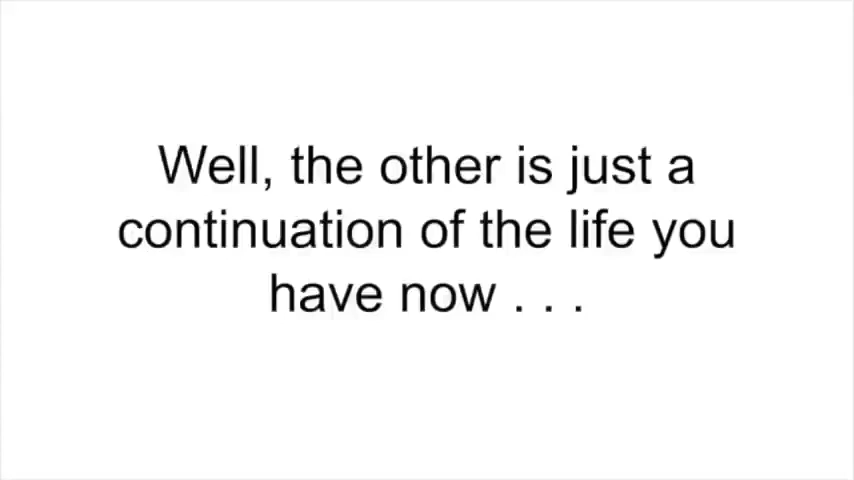 Well, the other is just a
continuation of the life you
have now . . .